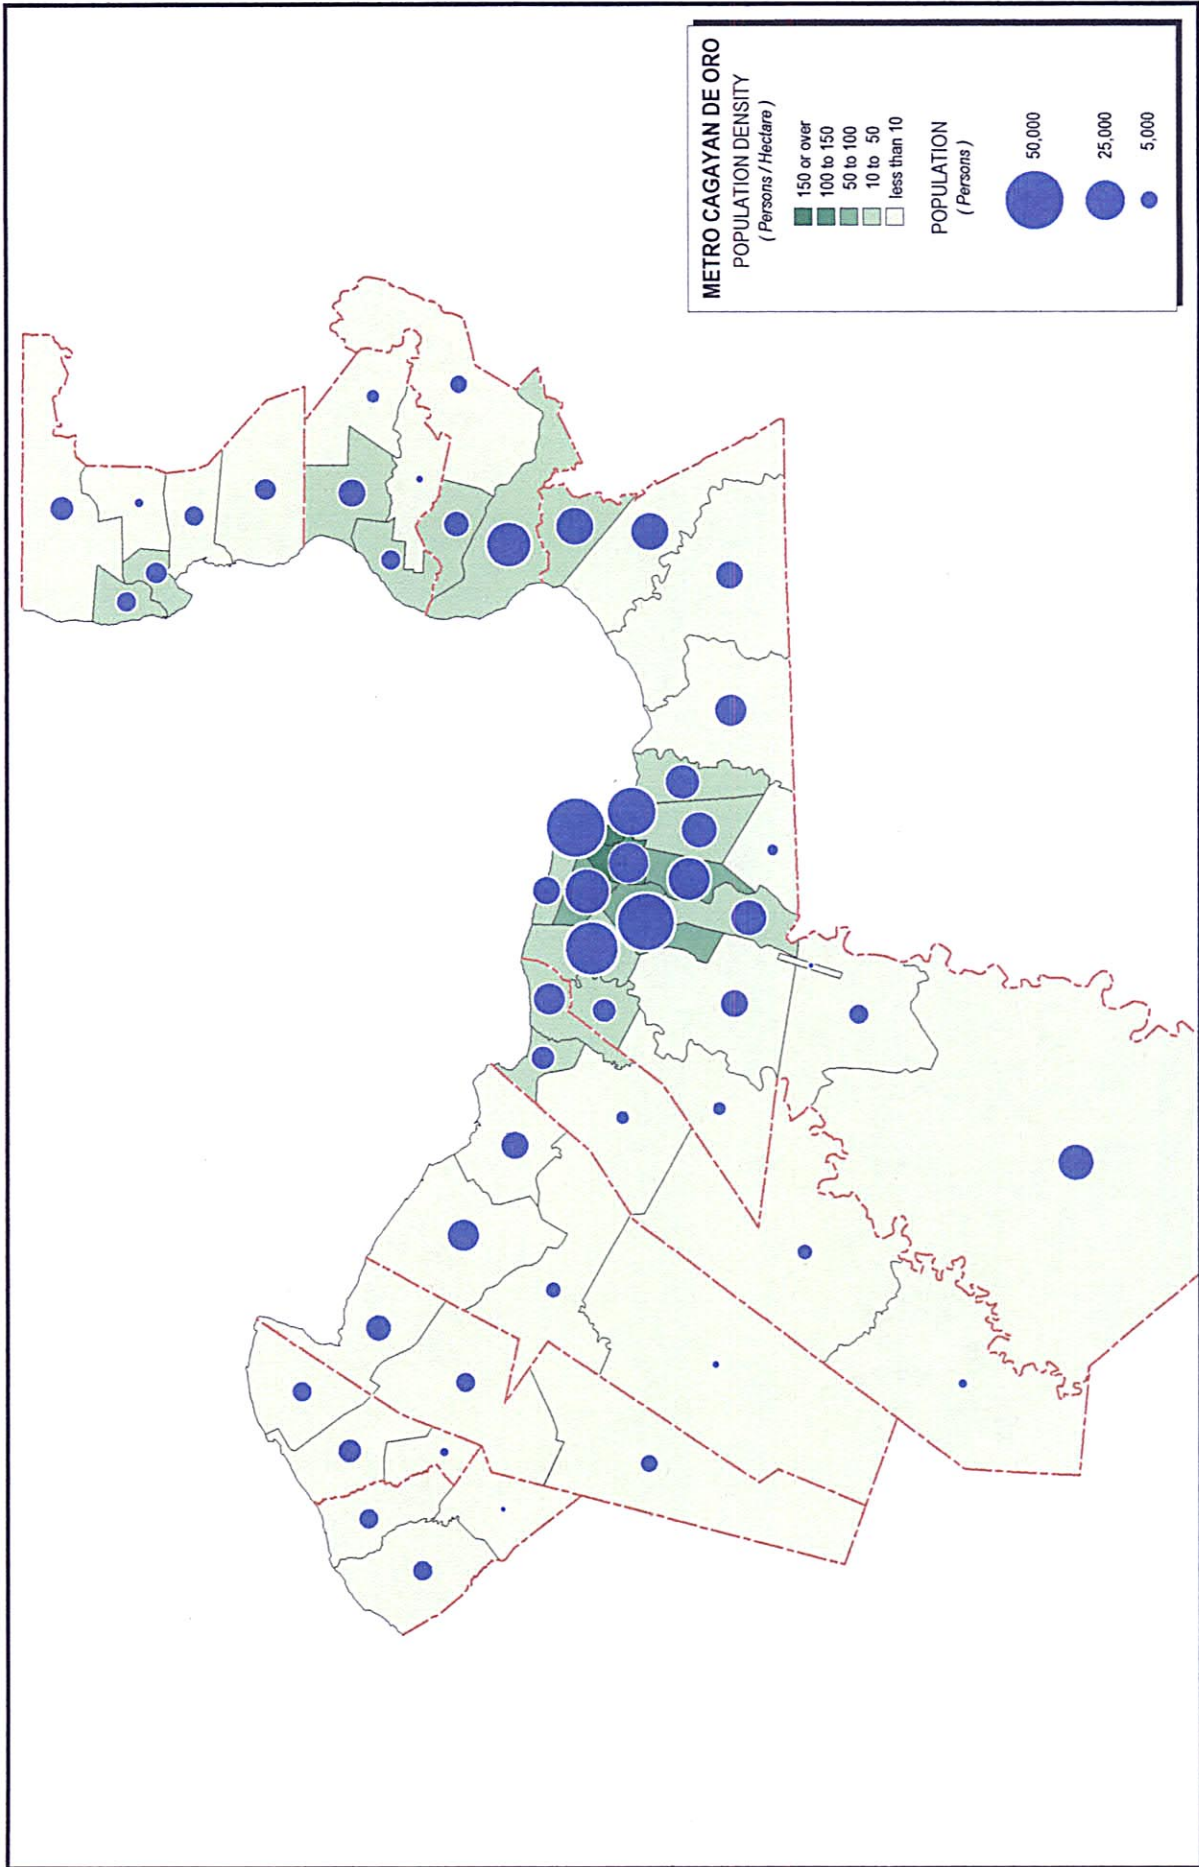 METRO CAGAYAN DE ORO
POPULATION DENSITY
( Persons / Hectare )
150 or over
100 to 150
50 to 100
10 to 50
less than 10
POPULATION
( Persons )
50,000
25,000
5,000